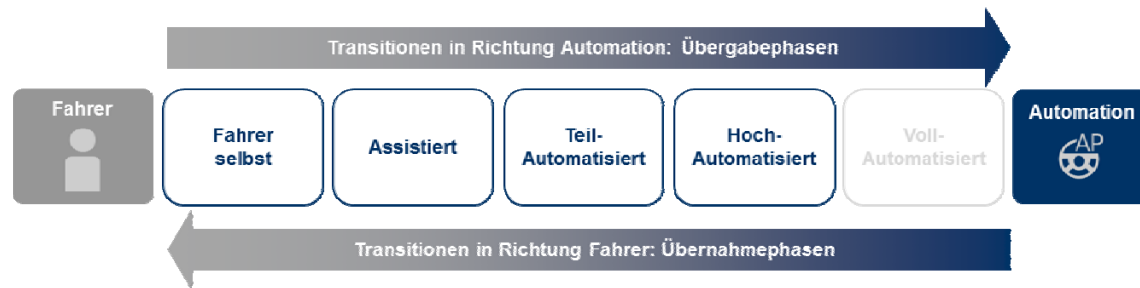 Transitionen in Richtung Automation: Übergabephasen
Fahrer
Fahrer
selbst
Assistiert
Teil-
Automatisiert
Hoch-
Automatisiert
Voll-
Automatisiert
Automation
AP
Transitionen in Richtung Fahrer: Übernahmephasen